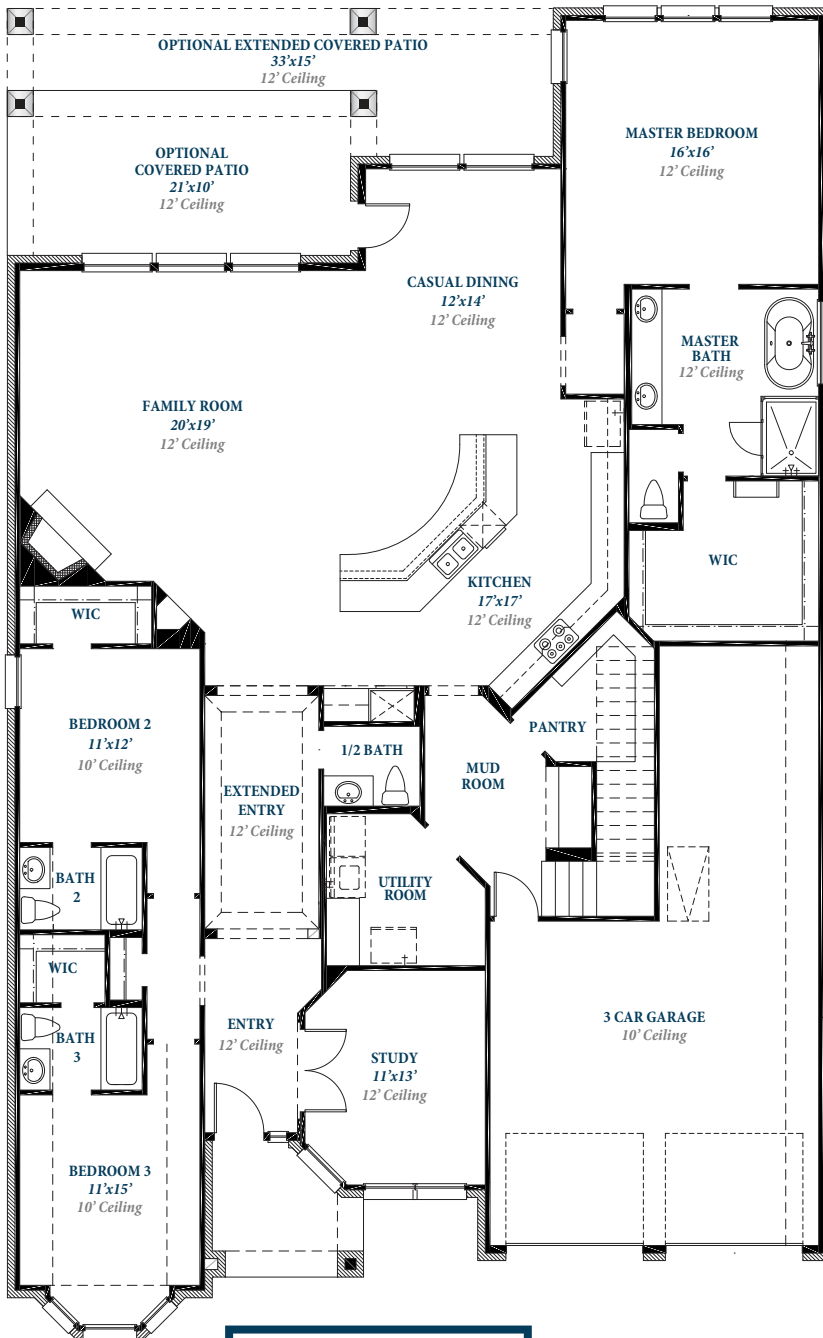 OPTIONAL EXTENDED COVERED PATIO
33'x15'
12' Ceiling
OPTIONAL
COVERED PATIO
21'x10'
12' Ceiling
MASTER BEDROOM
16'x16'
12' Ceiling
CASUAL DINING
12'x14'
12' Ceiling
MASTER
BATH
12' Ceiling
FAMILY ROOM
20'x19'
12' Ceiling
WIC
KITCHEN
17'x17'
12' Ceiling
WIC
BEDROOM 2
11'x12'
10' Ceiling
EXTENDED
ENTRY
12' Ceiling
1/2 BATH
MUD
ROOM
PANTRY
BATH
2
UTILITY
ROOM
WIC
BATH
3
ENTRY
12' Ceiling
STUDY
11'x13'
12' Ceiling
3 CAR GARAGE
10' Ceiling
BEDROOM 3
11'x15'
10' Ceiling